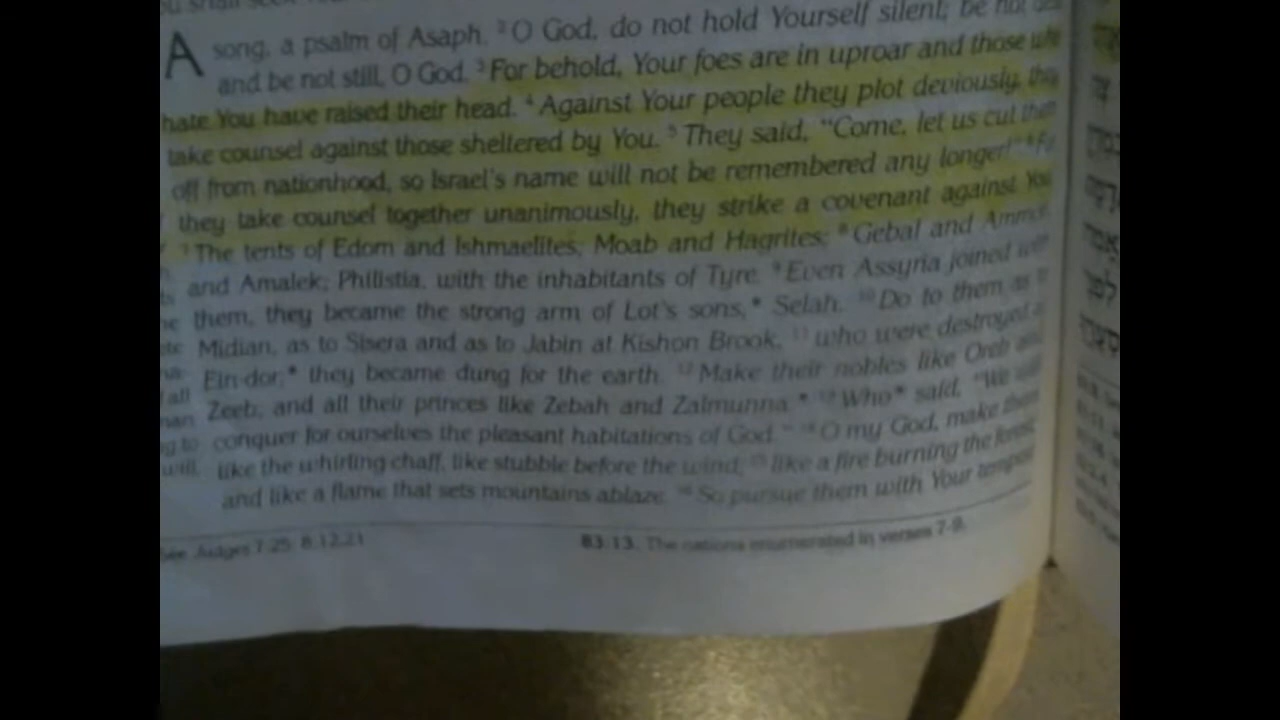 A song, a psalm of Asaph. ²O God, do not hold Yourself silent; be not
and be not still, O God. ³For behold, Your foes are in uproar and those who
hate You have raised their head. ⁴Against Your people they plot deviously, they
take counsel against those sheltered by You. ⁵They said, "Come, let us cut them
off from nationhood, so Israel's name will not be remembered any longer!" ⁶
they take counsel together unanimously, they strike a covenant against You
⁷The tents of Edom and Ishmaelites; Moab and Hagrites; ⁸Gebal and Ammon,
and Amalek; Philistia, with the inhabitants of Tyre. ⁹Even Assyria joined with
them, they became the strong arm of Lot's sons,* Selah. ¹⁰Do to them as
Midian, as to Sisera and as to Jabin at Kishon Brook, ¹¹who were destroyed
Ein-dor;* they became dung for the earth. ¹²Make their nobles like Oreb and
all
Zeeb, and all their princes like Zebah and Zalmunna.* ¹³Who* said, "We will
conquer for ourselves the pleasant habitations of God." ¹⁴O my God, make them
will,
like the whirling chaff, like stubble before the wind; ¹⁵like a fire burning the forest
and like a flame that sets mountains ablaze. ¹⁶So pursue them with Your tempest
See Judges 7:25; 8:12,21
83:13. The nations enumerated in verses 7-9.